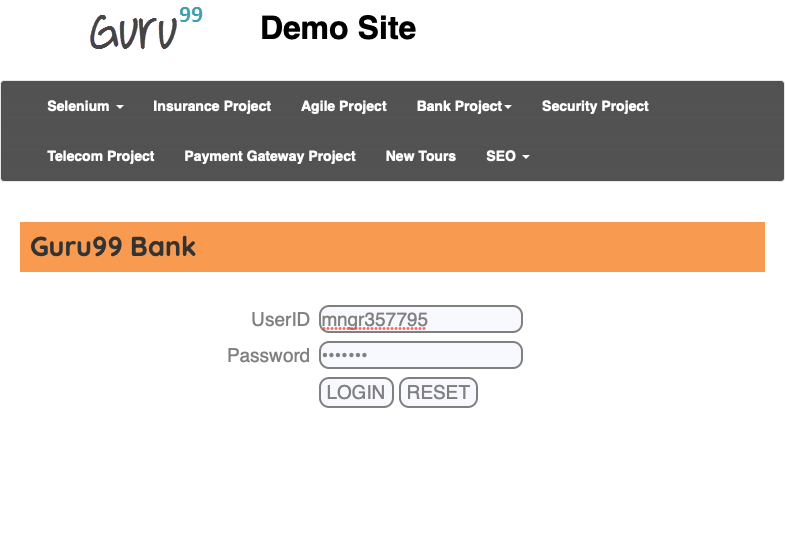 Guru99 Demo Site
Selenium Insurance Project Agile Project Bank Project Security Project
Telecom Project Payment Gateway Project New Tours SEO
Guru99 Bank
UserID mngr357795
Password •••••••
LOGIN RESET